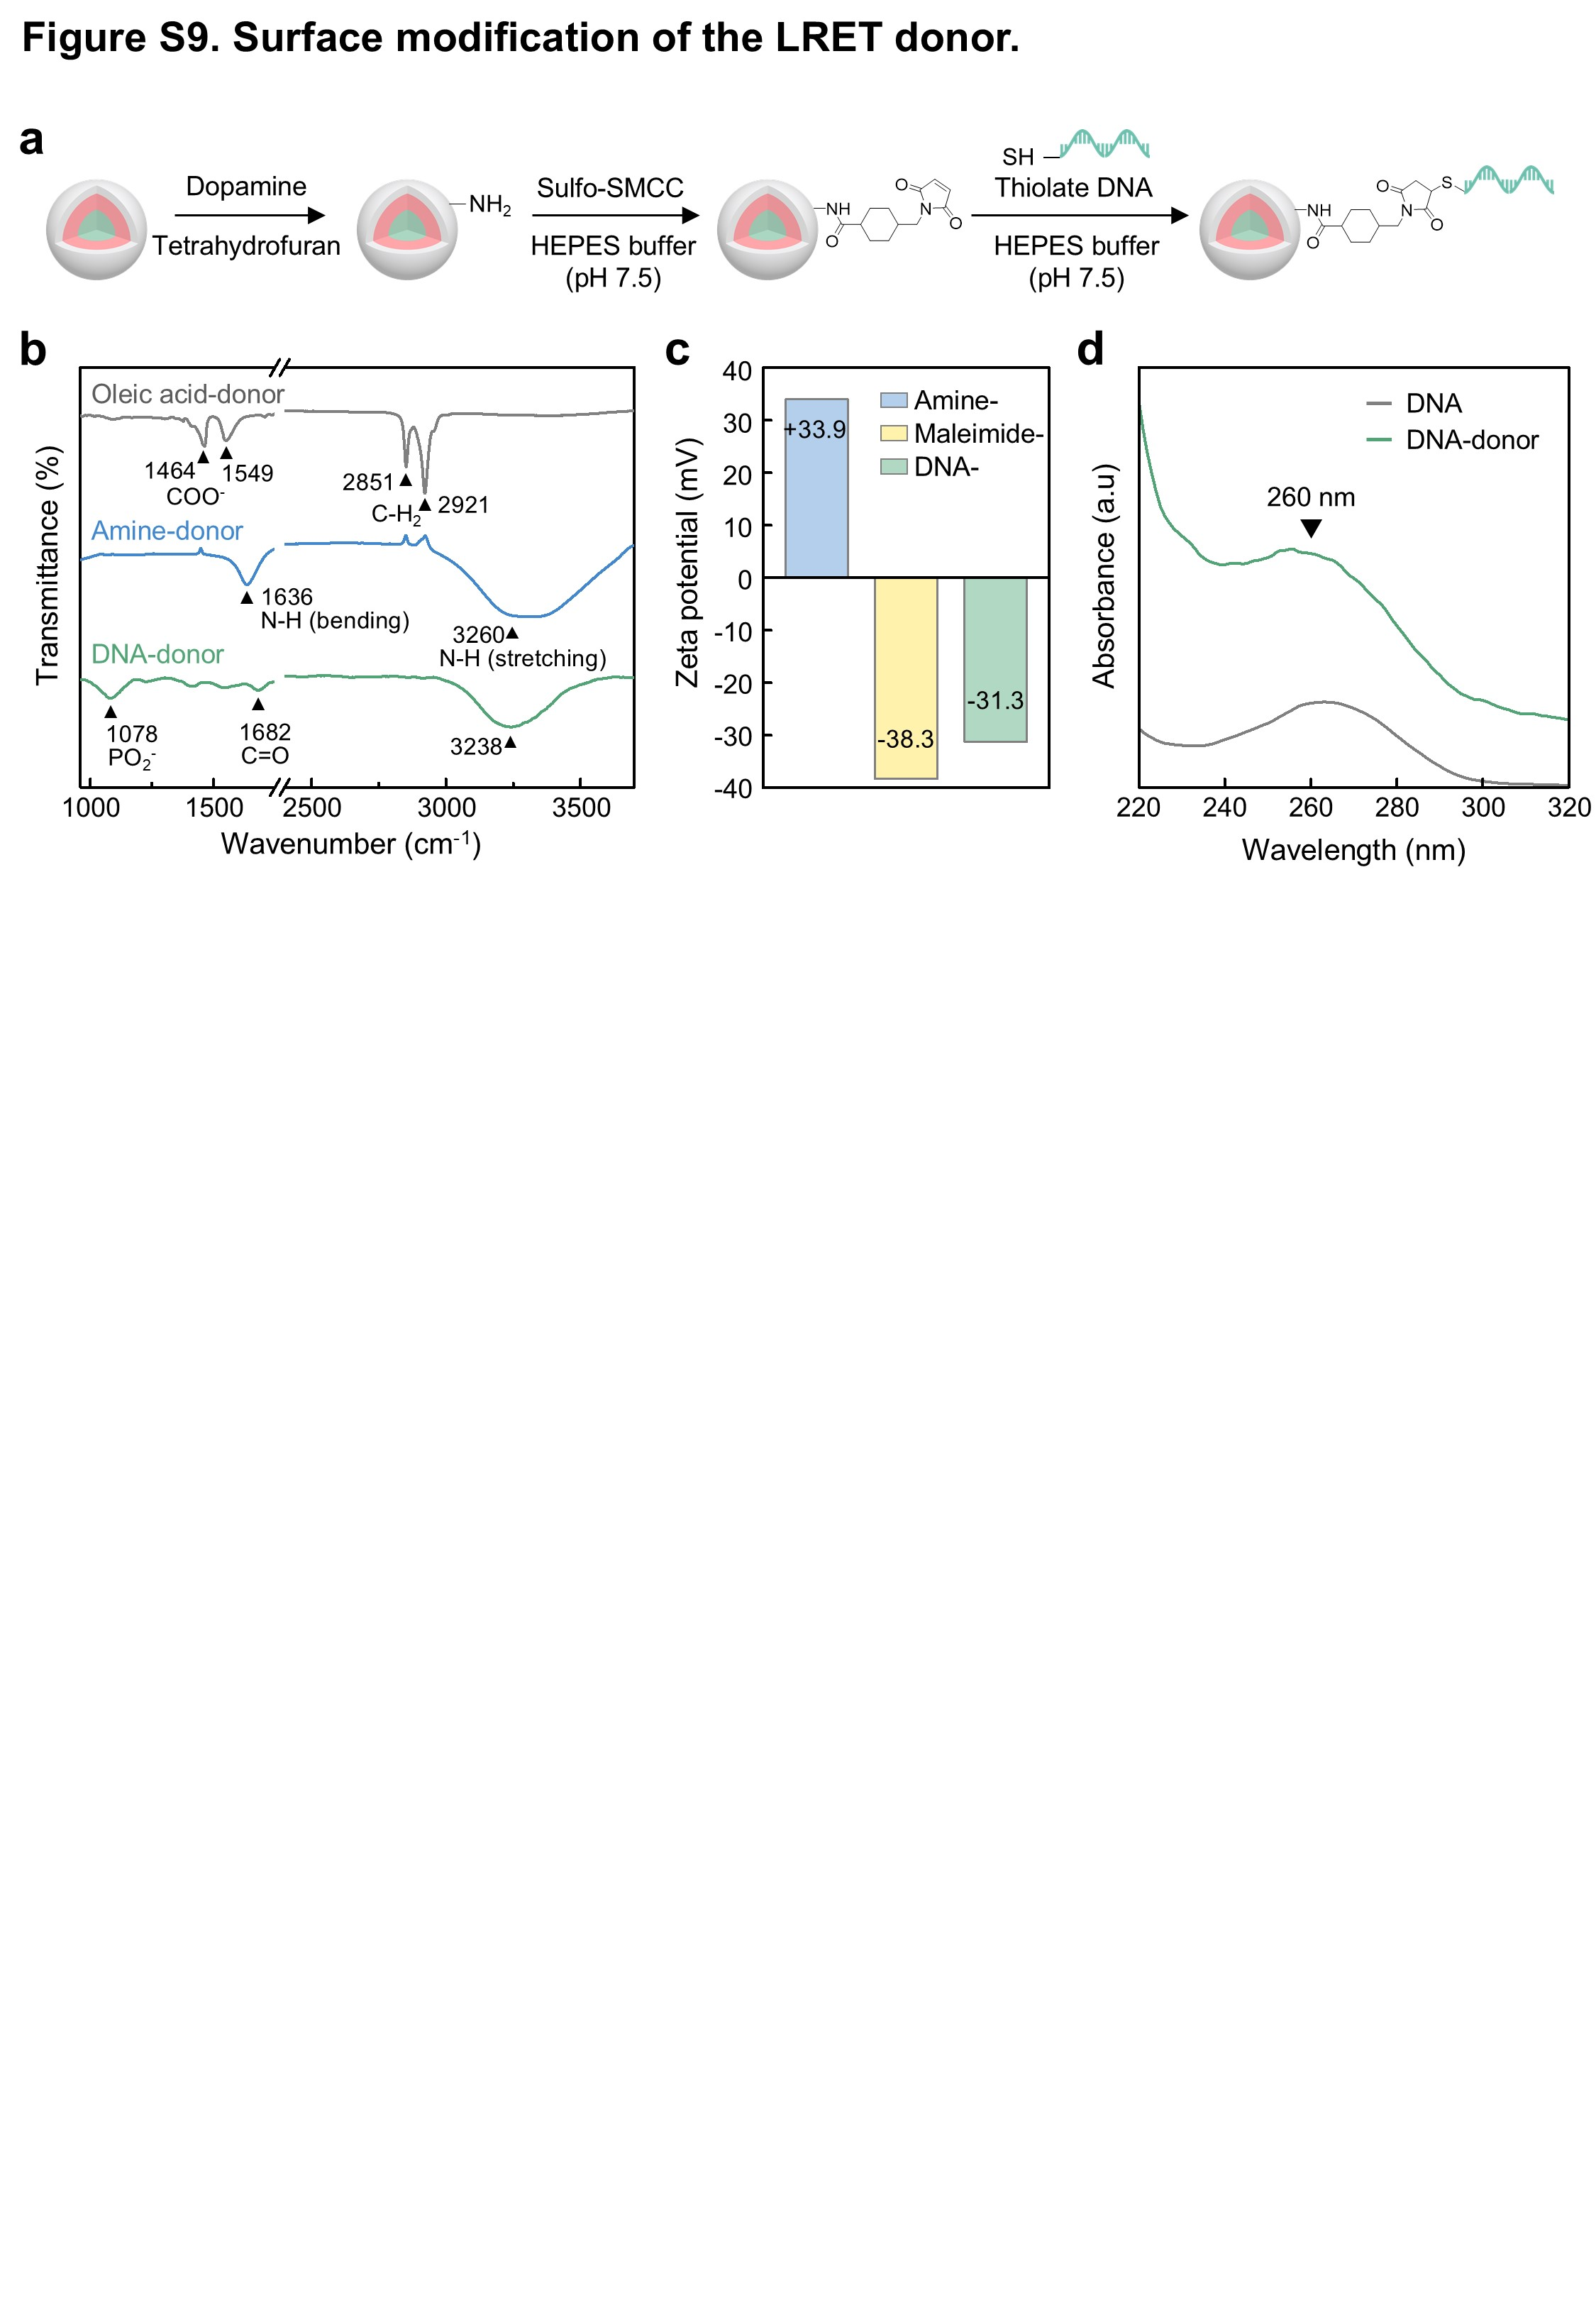 Figure S9. Surface modification of the LRET donor.
a
Dopamine
Tetrahydrofuran
NH₂
Sulfo-SMCC
HEPES buffer
(pH 7.5)
NH
O
O
N
O
SH
Thiolate DNA
HEPES buffer
(pH 7.5)
NH
O
O
N
O
S
b
Transmittance (%)
Oleic acid-donor
1464
1549
COO⁻
2851
2921
C-H₂
Amine-donor
1636
N-H (bending)
3260
N-H (stretching)
DNA-donor
1078
PO₂⁻
1682
C=O
3238
1000 1500 2500 3000 3500
Wavenumber (cm⁻¹)
c
Zeta potential (mV)
40
30
20
10
0
-10
-20
-30
-40
+33.9
-38.3
-31.3
Amine-
Maleimide-
DNA-
d
Absorbance (a.u)
DNA
DNA-donor
260 nm
220 240 260 280 300 320
Wavelength (nm)